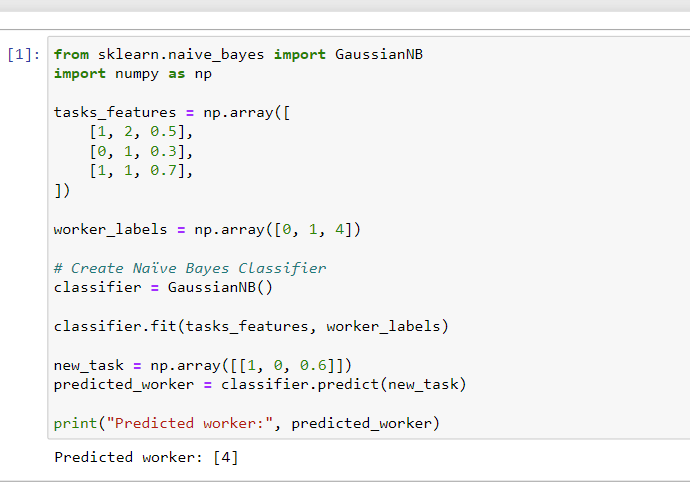 [1]: from sklearn.naive_bayes import GaussianNB
import numpy as np
tasks_features = np.array([
[1, 2, 0.5],
[0, 1, 0.3],
[1, 1, 0.7],
])
worker_labels = np.array([0, 1, 4])
# Create Naïve Bayes Classifier
classifier = GaussianNB()
classifier.fit(tasks_features, worker_labels)
new_task = np.array([[1, 0, 0.6]])
predicted_worker = classifier.predict(new_task)
print("Predicted worker:", predicted_worker)
Predicted worker: [4]